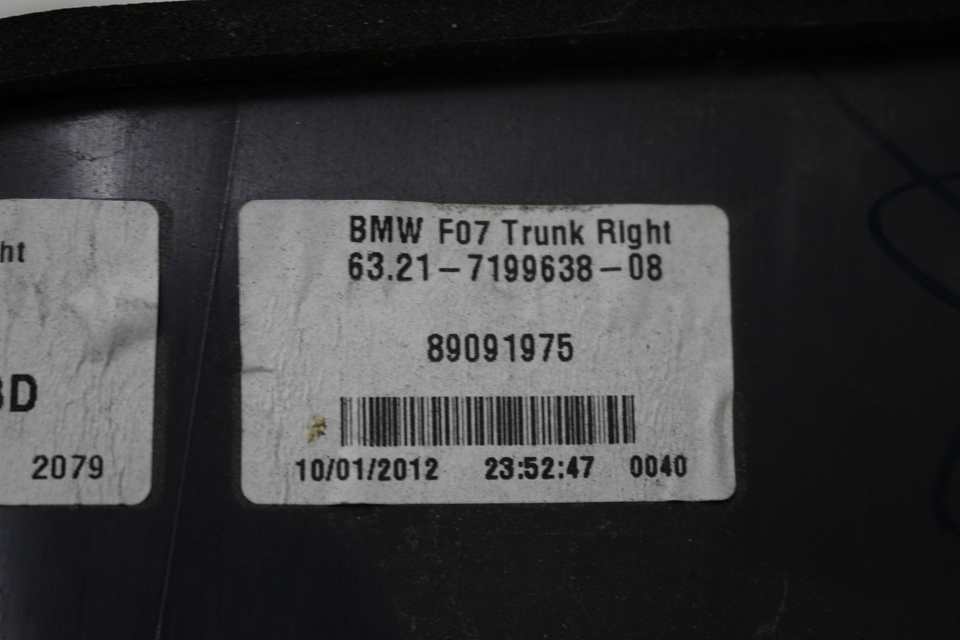 ht
BD
2079
BMW F07 Trunk Right
63.21-7199638-08
89091975
10/01/2012 23:52:47 0040